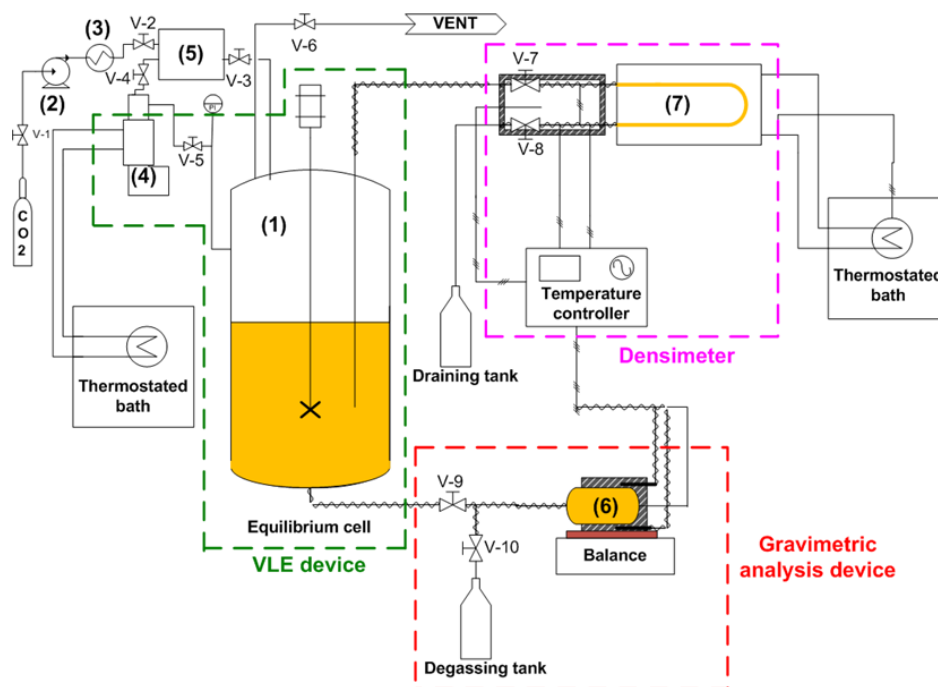 (3)
V-2
(5)
V-6
VENT
V-4
V-3
(2)
V-7
(7)
V-1
V-5
V-8
(4)
(1)
CO2
Thermostated
bath
Temperature
controller
Thermostated
bath
Densimeter
Draining tank
V-9
(6)
Equilibrium cell
V-10
Balance
VLE device
Gravimetric
analysis device
Degassing tank